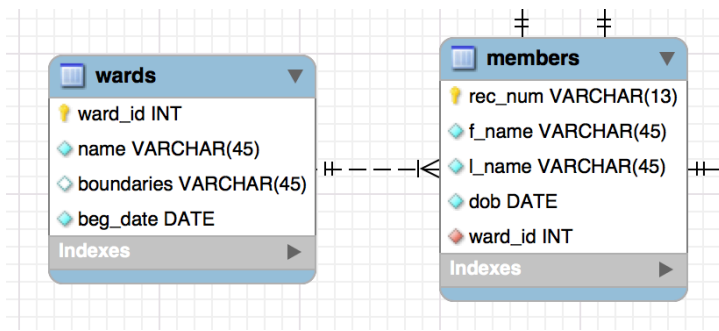 wards
ward_id INT
name VARCHAR(45)
boundaries VARCHAR(45)
beg_date DATE
Indexes
members
rec_num VARCHAR(13)
f_name VARCHAR(45)
l_name VARCHAR(45)
dob DATE
ward_id INT
Indexes